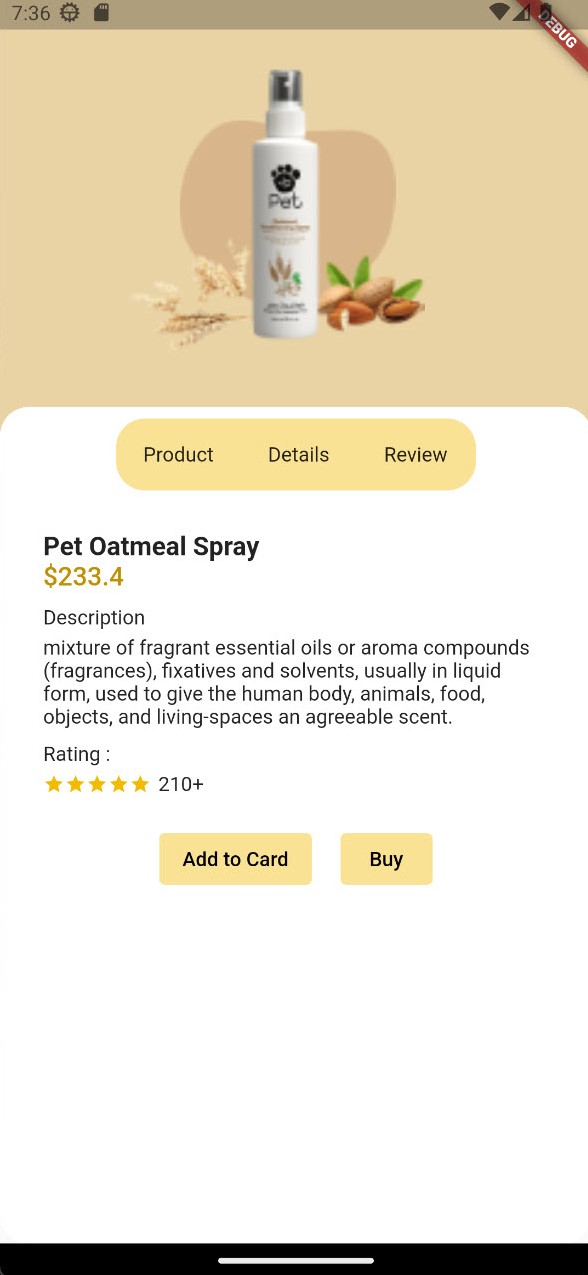 7:36
DEBUG
Pet
Product Details Review
Pet Oatmeal Spray
$233.4
Description
mixture of fragrant essential oils or aroma compounds
(fragrances), fixatives and solvents, usually in liquid
form, used to give the human body, animals, food,
objects, and living-spaces an agreeable scent.
Rating :
210+
Add to Card Buy